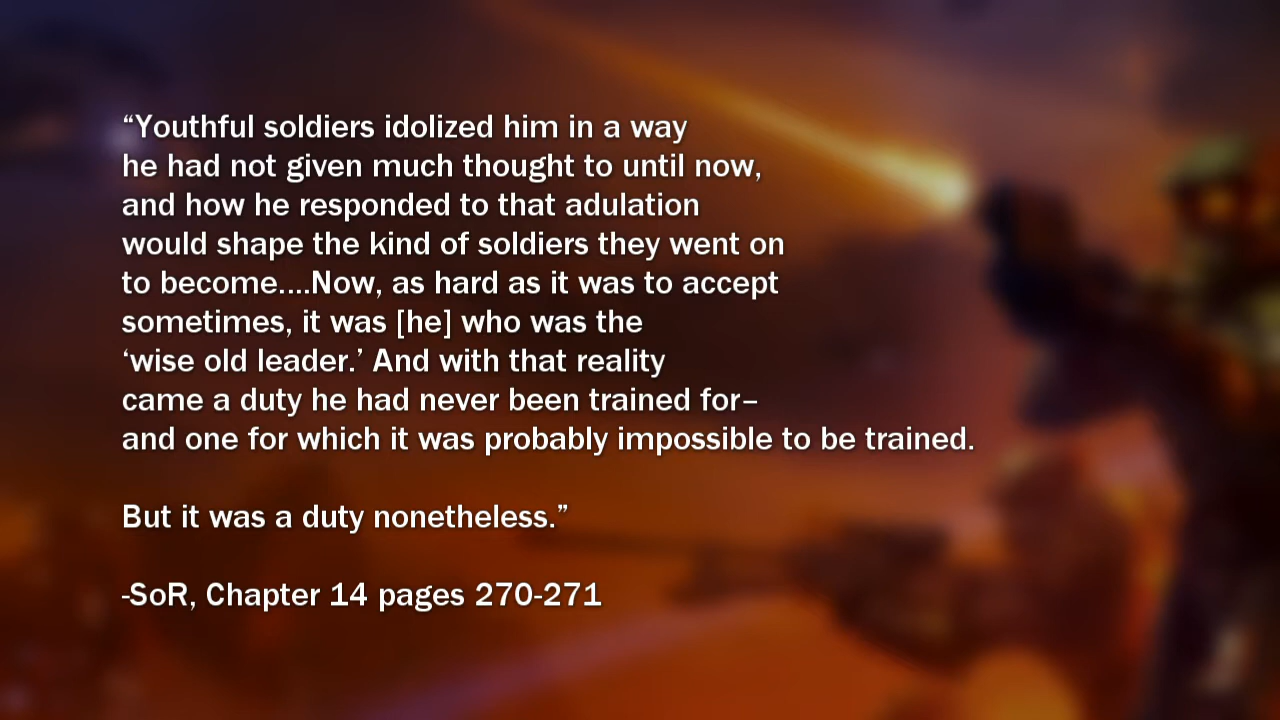 “Youthful soldiers idolized him in a way
he had not given much thought to until now,
and how he responded to that adulation
would shape the kind of soldiers they went on
to become....Now, as hard as it was to accept
sometimes, it was [he] who was the
‘wise old leader.’ And with that reality
came a duty he had never been trained for–
and one for which it was probably impossible to be trained.
But it was a duty nonetheless.”
-SoR, Chapter 14 pages 270-271